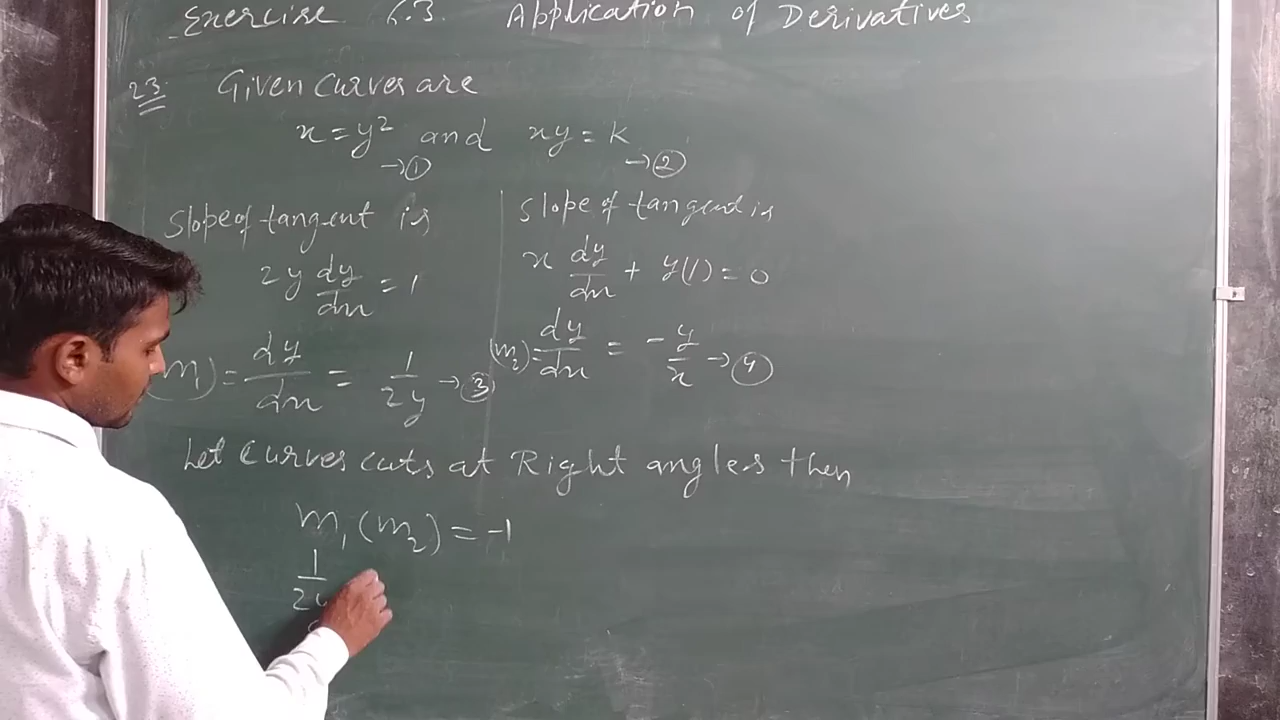 Exercise 6.3. Application of Derivatives
23. Given curves are
x = y² and xy = k
→① →②
Slope of tangent is
2y dy/dx = 1
(m₁) = dy/dx = 1/2y →③
Slope of tangent is
x dy/dx + y(1) = 0
(m₂) = dy/dx = -y/x →④
Let curves cuts at Right angles then
m₁(m₂) = -1
1/2y